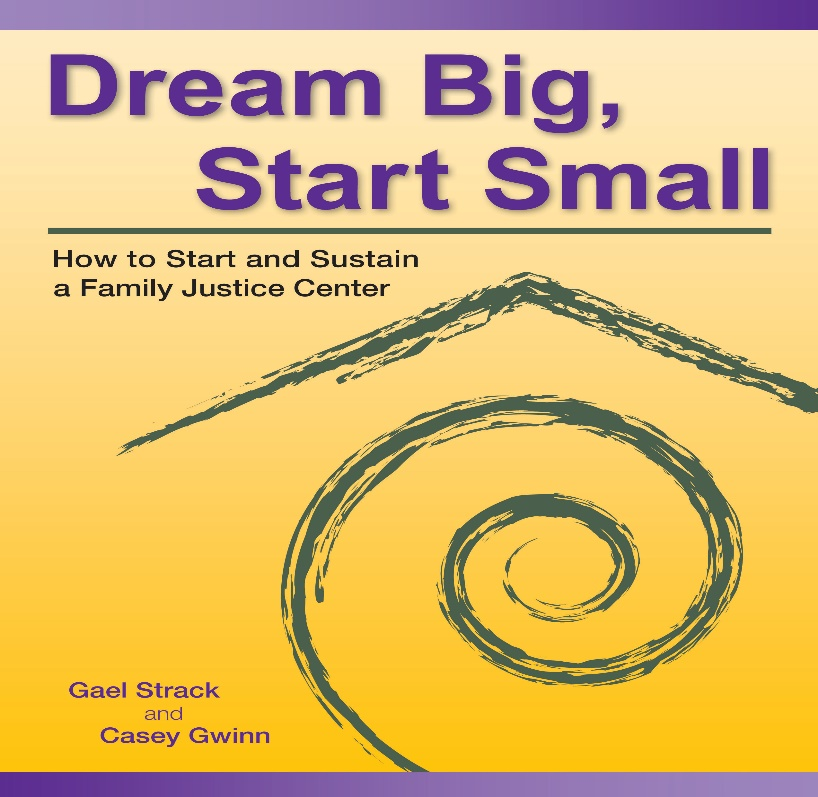 Dream Big,
Start Small
How to Start and Sustain
a Family Justice Center
Gael Strack
and
Casey Gwinn